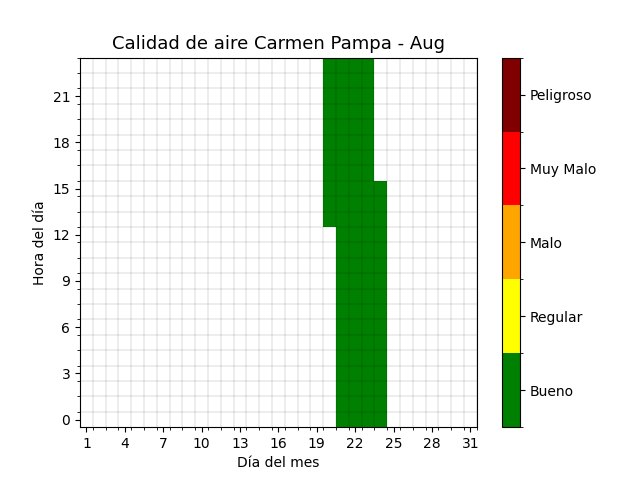 Calidad de aire Carmen Pampa - Aug
Peligroso
Muy Malo
Malo
Regular
Bueno
Hora del día
21
18
15
12
9
6
3
0
1 4 7 10 13 16 19 22 25 28 31
Día del mes